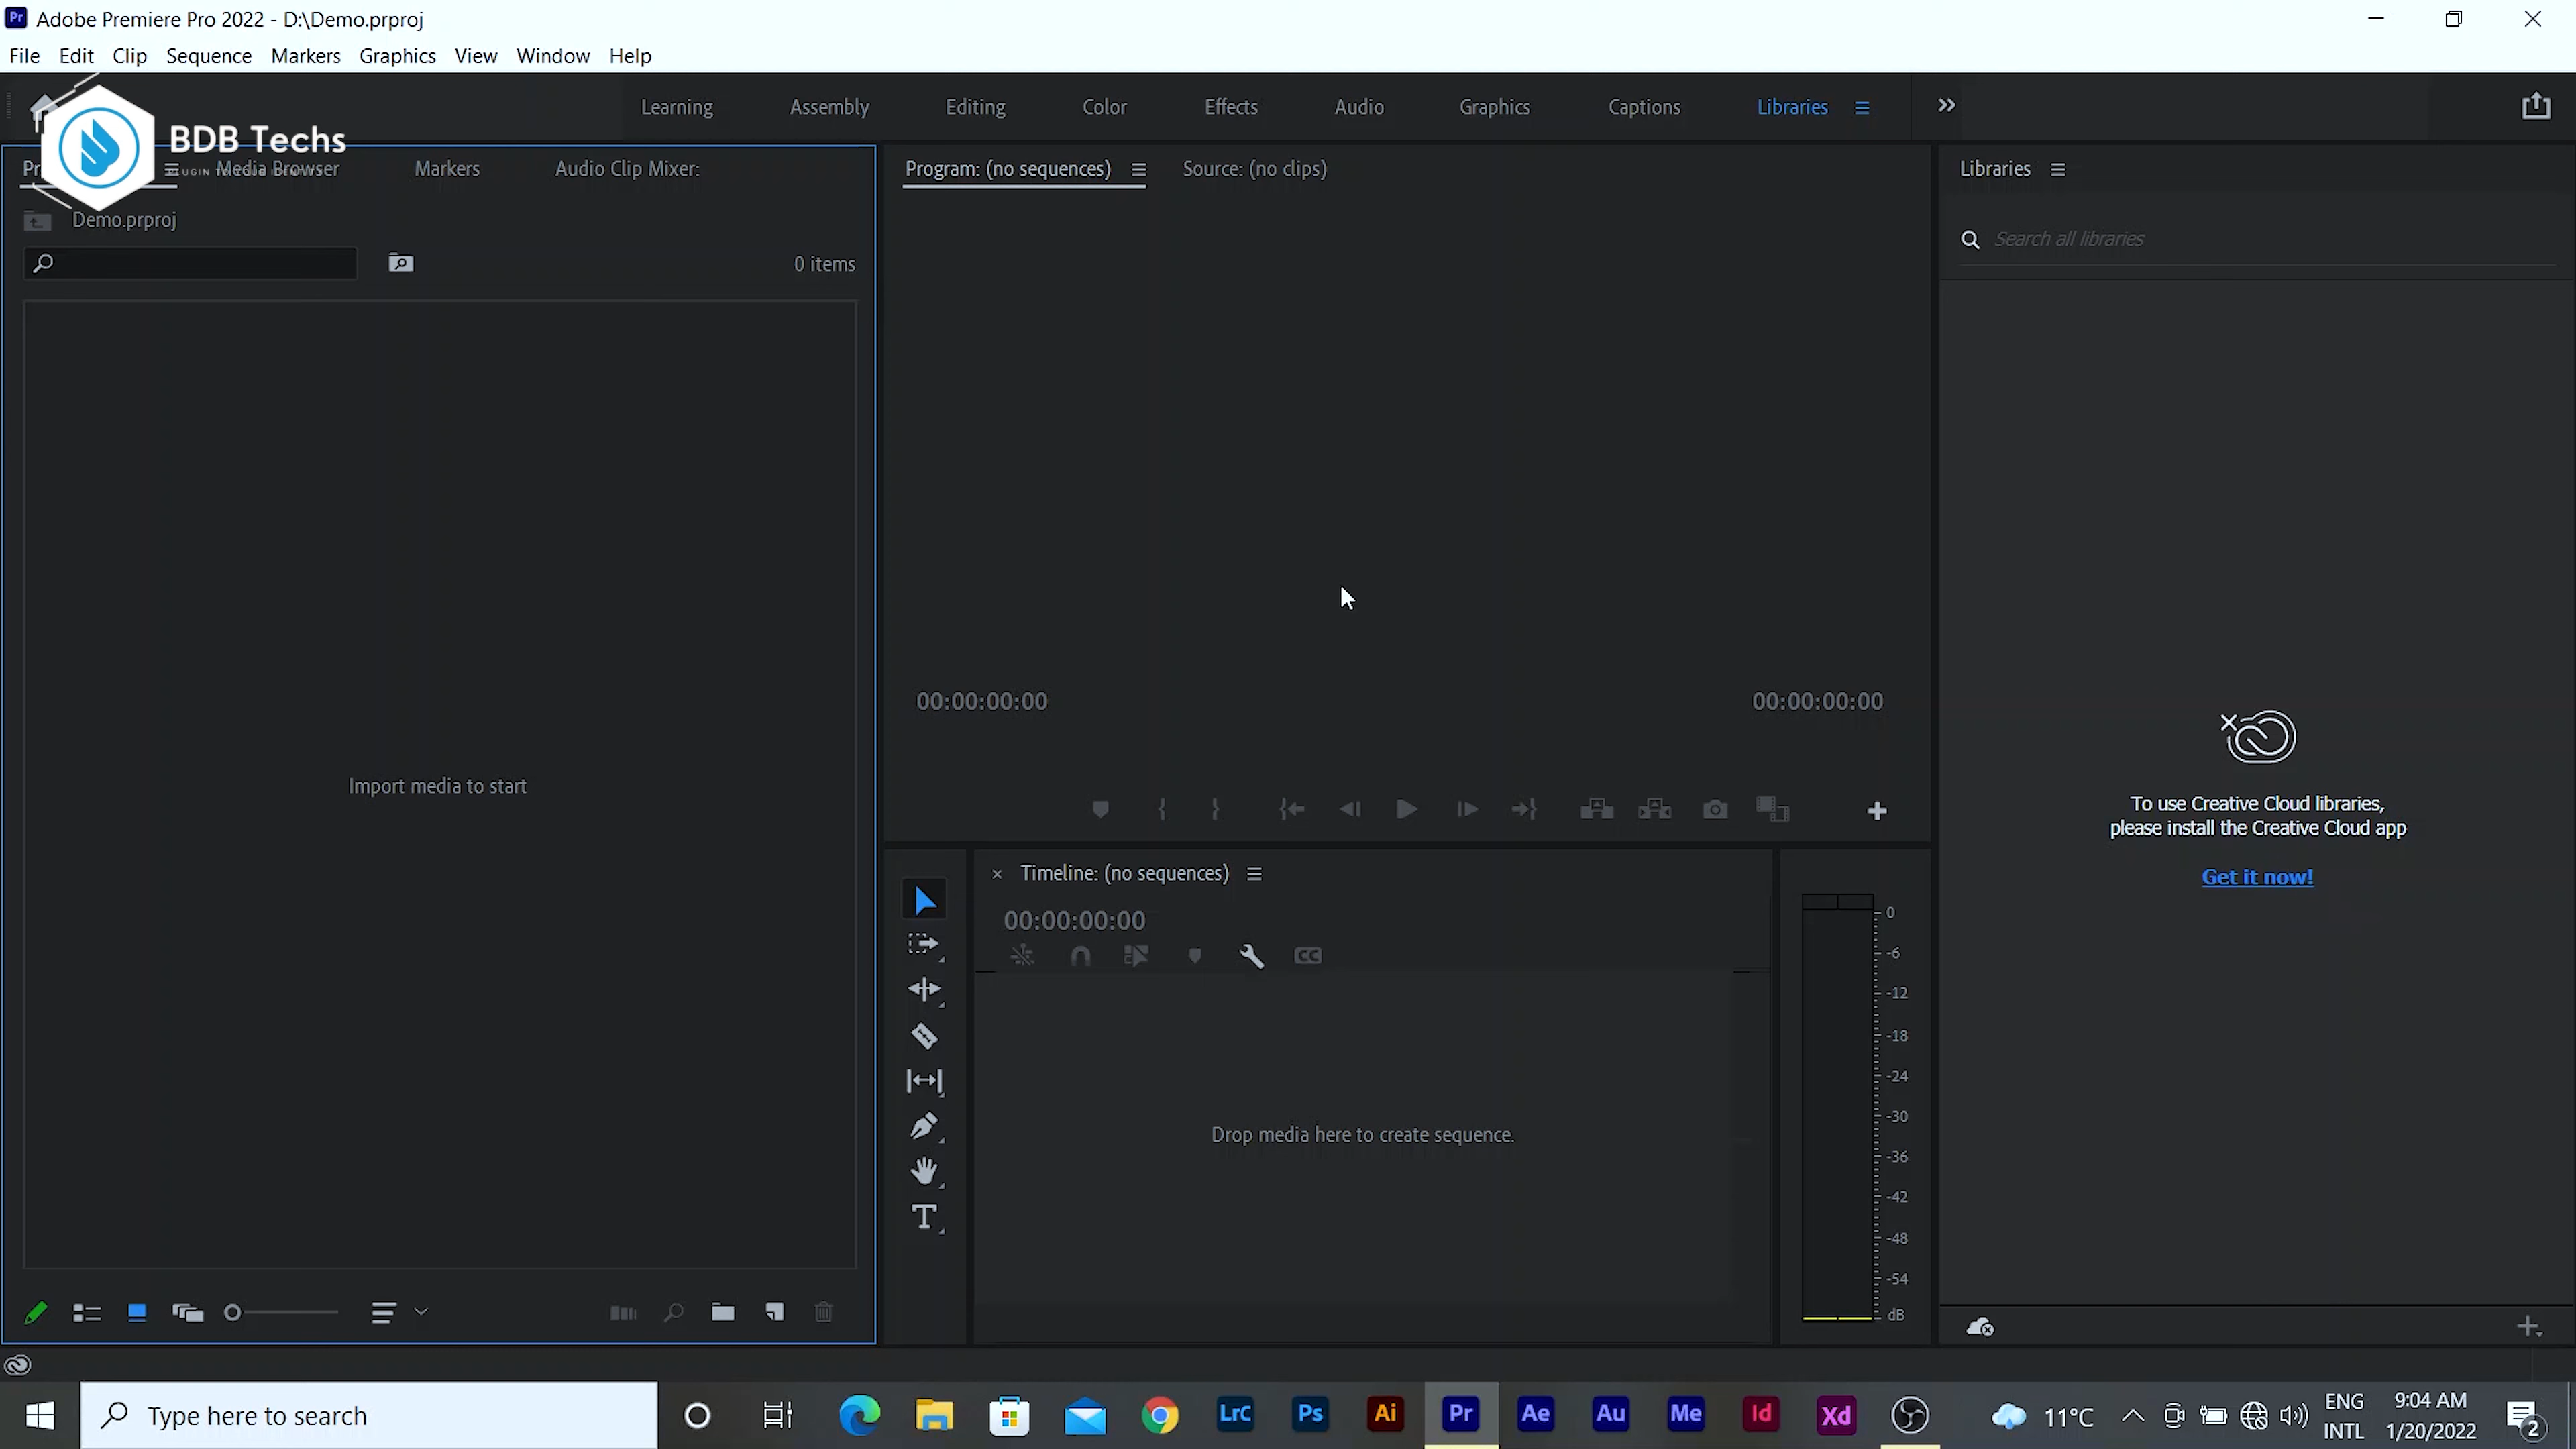 Adobe Premiere Pro 2022 - D:\Demo.prproj
File Edit Clip Sequence Markers Graphics View Window Help
Learning Assembly Editing Color Effects Audio Graphics Captions Libraries
BDB Techs
Media Browser Markers Audio Clip Mixer:
Program: (no sequences) Source: (no clips)
Libraries
Demo.prproj
Search all libraries
0 items
00:00:00:00 00:00:00:00
Import media to start
To use Creative Cloud libraries,
please install the Creative Cloud app
Get it now!
Timeline: (no sequences)
00:00:00:00
CC
Drop media here to create sequence.
0
-6
-12
-18
-24
-30
-36
-42
-48
-54
dB
Type here to search
LrC Ps Ai Pr Ae Au Me Id Xd
11°C
ENG
INTL
9:04 AM
1/20/2022
2